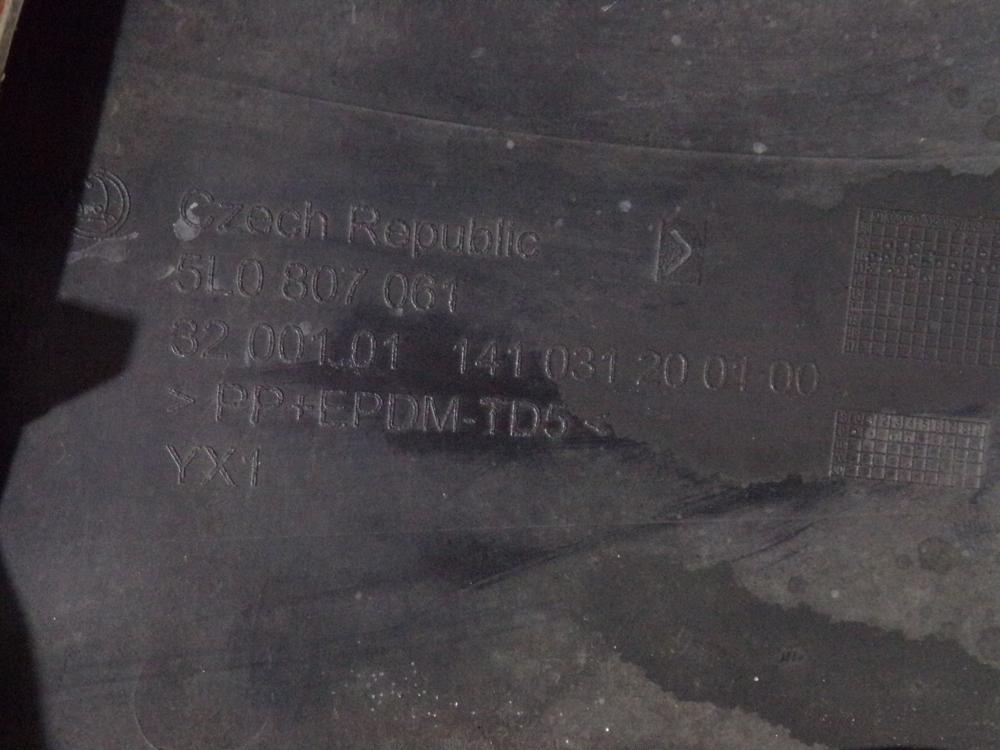 Czech Republic
5L0 807 061
32 001.01 141 031 20 01 00
> PP+EPDM-TD5 <
YX1